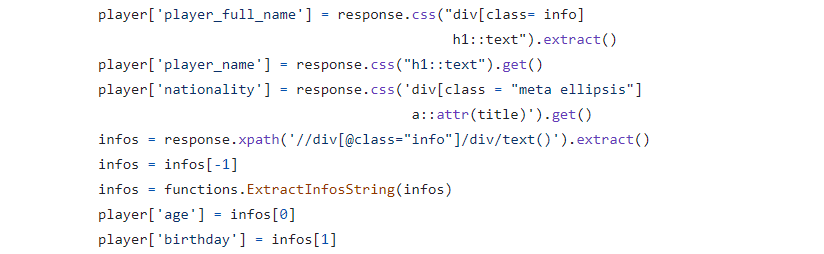 player['player_full_name'] = response.css("div[class= info]
h1::text").extract()
player['player_name'] = response.css("h1::text").get()
player['nationality'] = response.css('div[class = "meta ellipsis"]
a::attr(title)').get()
infos = response.xpath('//div[@class="info"]/div/text()').extract()
infos = infos[-1]
infos = functions.ExtractInfosString(infos)
player['age'] = infos[0]
player['birthday'] = infos[1]